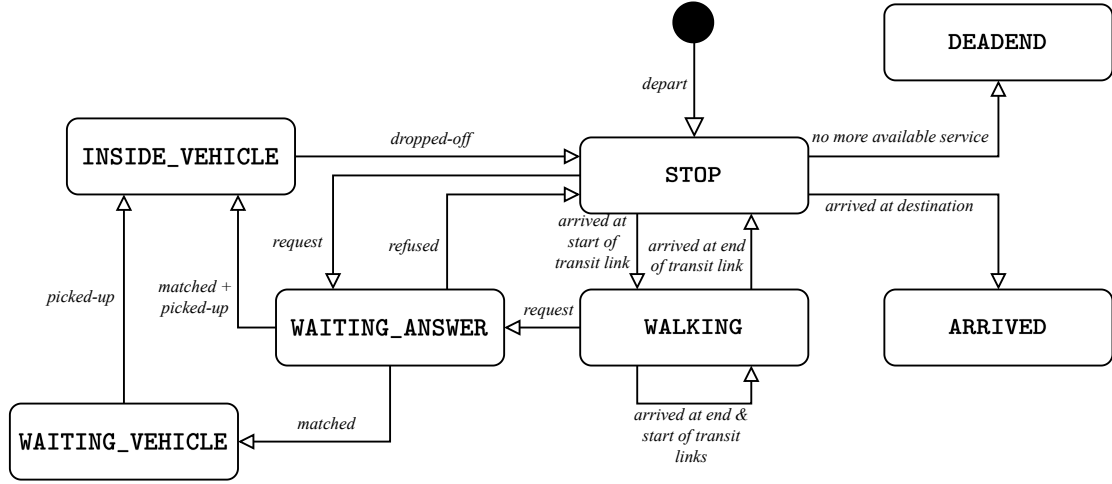 DEADEND
depart
no more available service
dropped-off
INSIDE_VEHICLE
STOP
arrived at destination
arrived at
start of
transit link
arrived at end
of transit link
request
refused
picked-up
matched +
picked-up
request
WAITING_ANSWER
WALKING
ARRIVED
arrived at end &
start of transit
links
matched
WAITING_VEHICLE